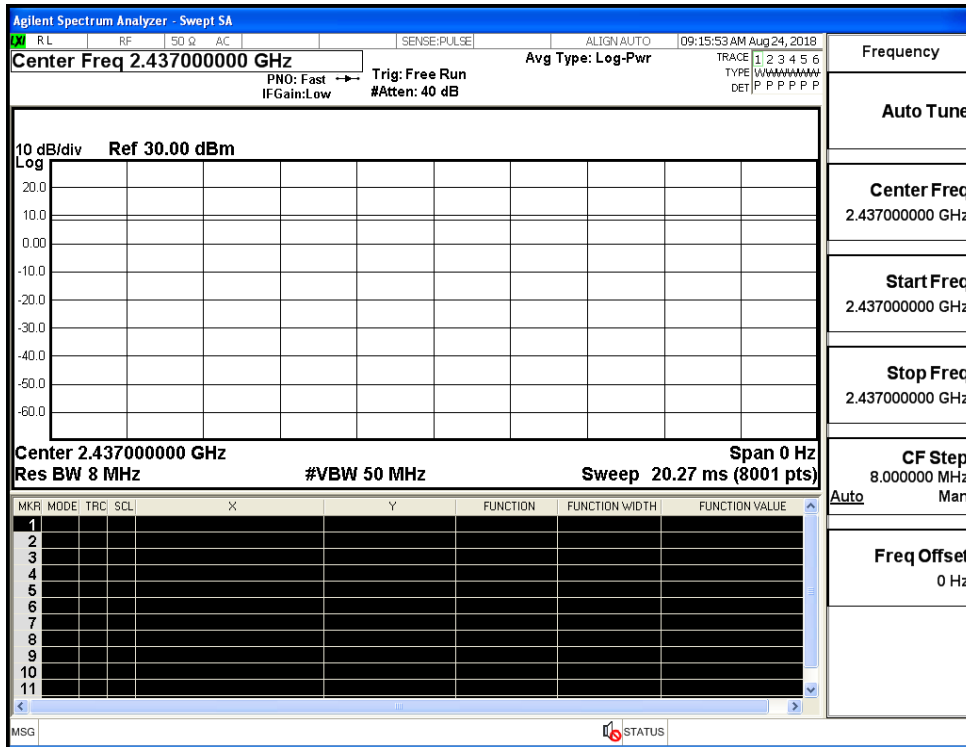 Agilent Spectrum Analyzer - Swept SA
LXI RL RF 50 Ω AC SENSE:PULSE ALIGN AUTO 09:15:53 AM Aug 24, 2018
Center Freq 2.437000000 GHz
PNO: Fast
IFGain:Low
Trig: Free Run
#Atten: 40 dB
Avg Type: Log-Pwr
TRACE 1 2 3 4 5 6
TYPE WWWWWW
DET P P P P P P
10 dB/div Ref 30.00 dBm
Log
20.0
10.0
0.00
-10.0
-20.0
-30.0
-40.0
-50.0
-60.0
Center 2.437000000 GHz Span 0 Hz
Res BW 8 MHz #VBW 50 MHz Sweep 20.27 ms (8001 pts)
MKR MODE TRC SCL X Y FUNCTION FUNCTION WIDTH FUNCTION VALUE
1
2
3
4
5
6
7
8
9
10
11
MSG STATUS
Frequency
Auto Tune
Center Freq
2.437000000 GHz
Start Freq
2.437000000 GHz
Stop Freq
2.437000000 GHz
CF Step
8.000000 MHz
Auto Man
Freq Offset
0 Hz